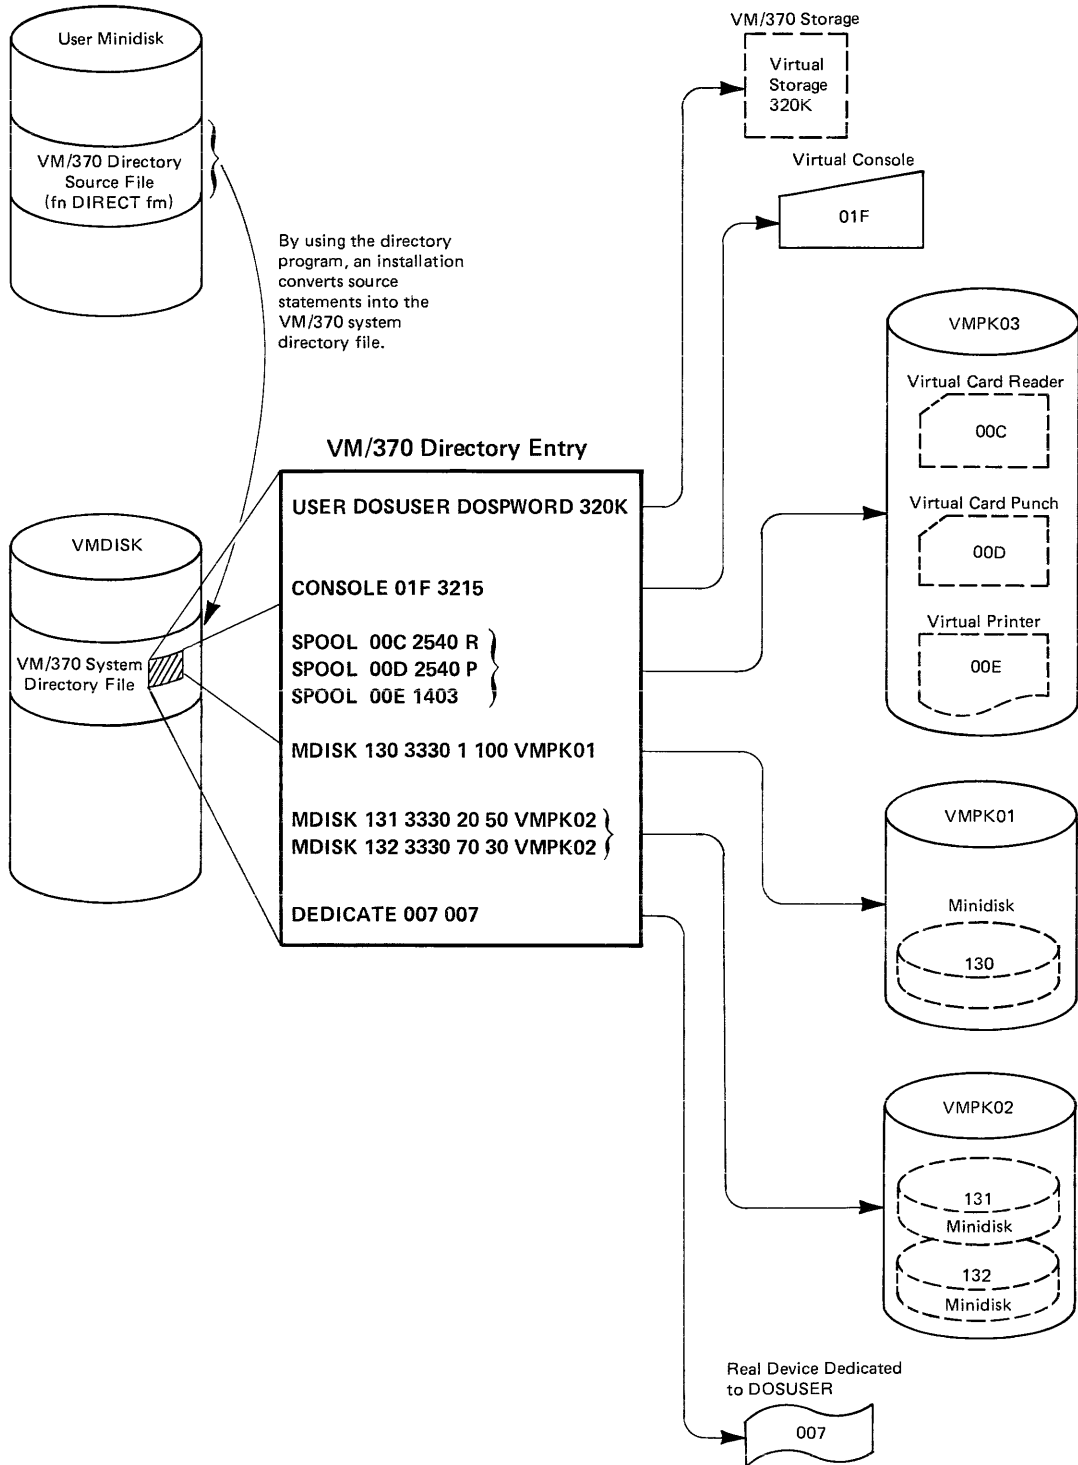 User Minidisk
VM/370 Directory
Source File
(fn DIRECT fm)
By using the directory
program, an installation
converts source
statements into the
VM/370 system
directory file.
VMDISK
VM/370 System
Directory File
VM/370 Directory Entry
USER DOSUSER DOSPWORD 320K
CONSOLE 01F 3215
SPOOL 00C 2540 R
SPOOL 00D 2540 P
SPOOL 00E 1403
MDISK 130 3330 1 100 VMPK01
MDISK 131 3330 20 50 VMPK02
MDISK 132 3330 70 30 VMPK02
DEDICATE 007 007
VM/370 Storage
Virtual
Storage
320K
Virtual Console
01F
VMPK03
Virtual Card Reader
00C
Virtual Card Punch
00D
Virtual Printer
00E
VMPK01
Minidisk
130
VMPK02
131
Minidisk
132
Minidisk
Real Device Dedicated
to DOSUSER
007